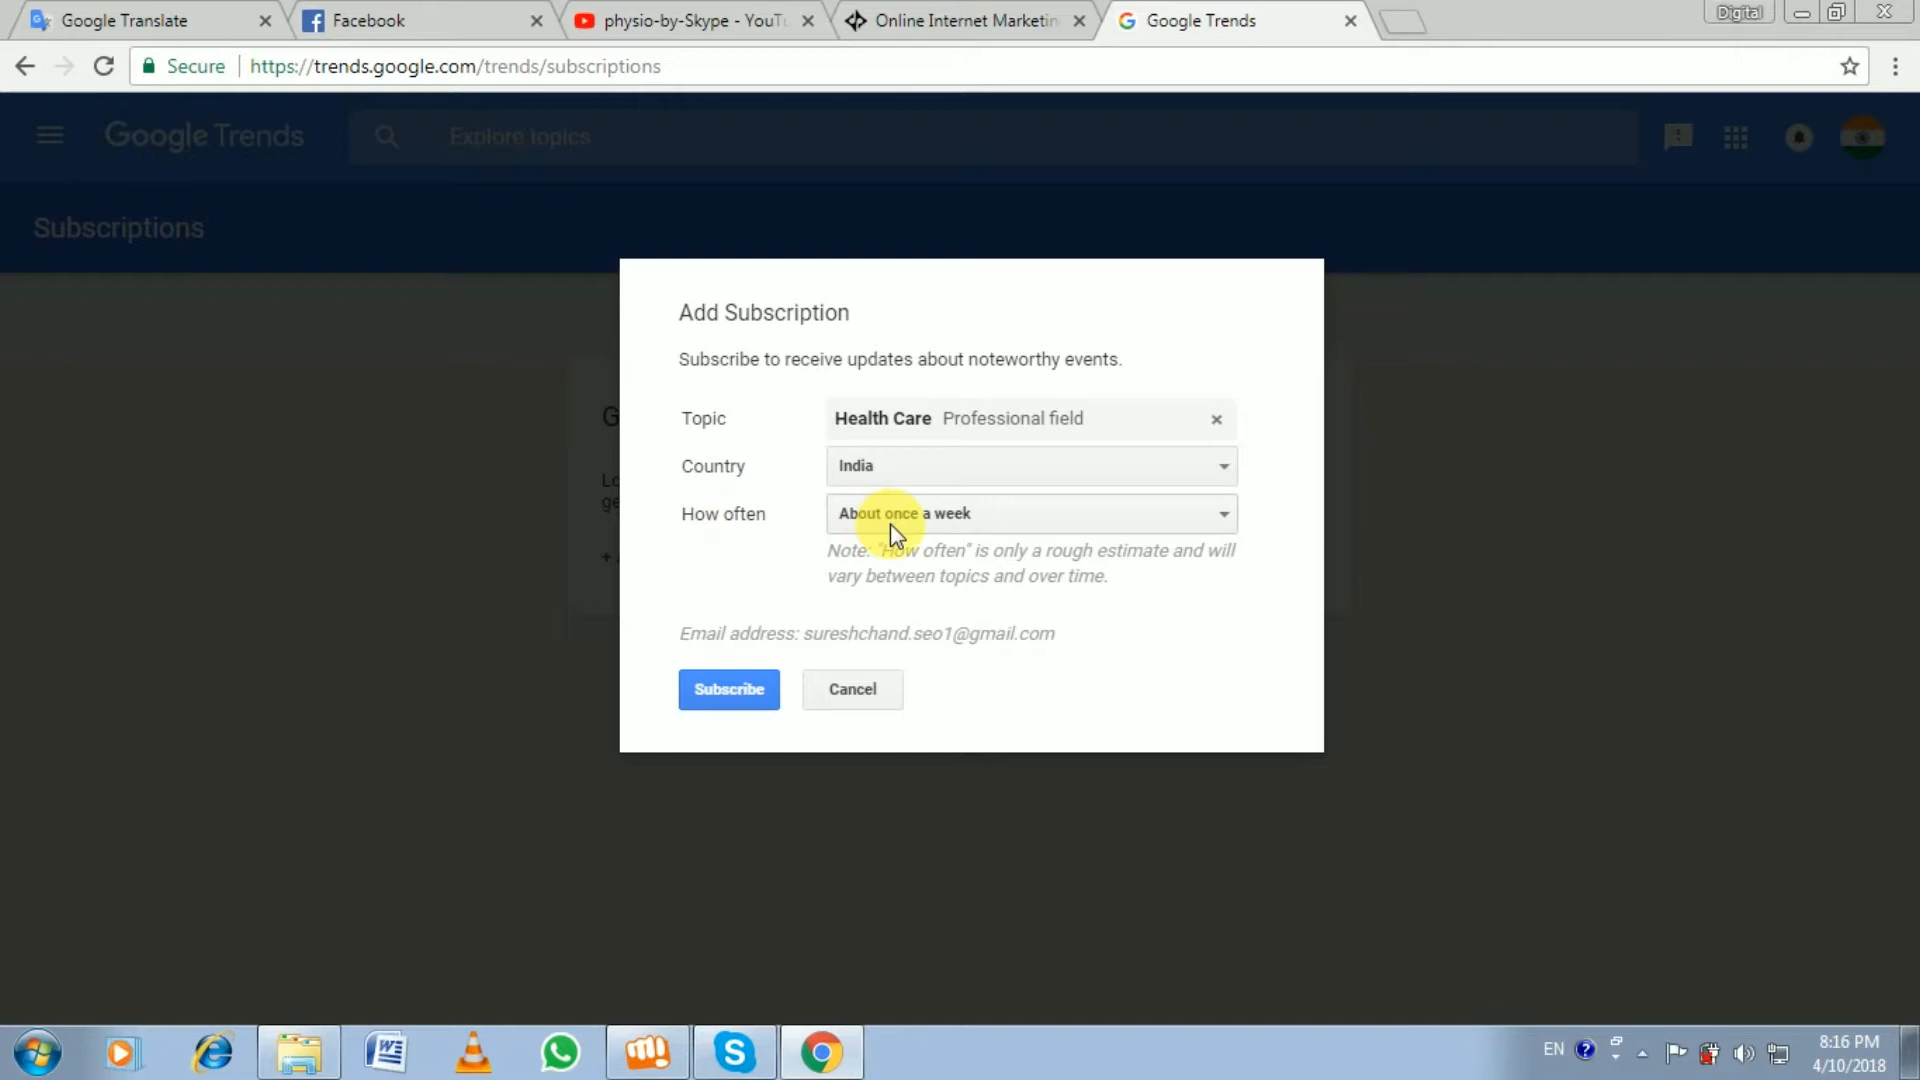 Google Translate
Facebook
physio-by-Skype - YouTu
Online Internet Marketin
Google Trends
Digital
Secure
https://trends.google.com/trends/subscriptions
Google Trends
Explore topics
Subscriptions
Add Subscription
Subscribe to receive updates about noteworthy events.
Topic
Health Care Professional field
Country
India
How often
About once a week
Note: "How often" is only a rough estimate and will
vary between topics and over time.
Email address: sureshchand.seo1@gmail.com
Subscribe
Cancel
EN
8:16 PM
4/10/2018